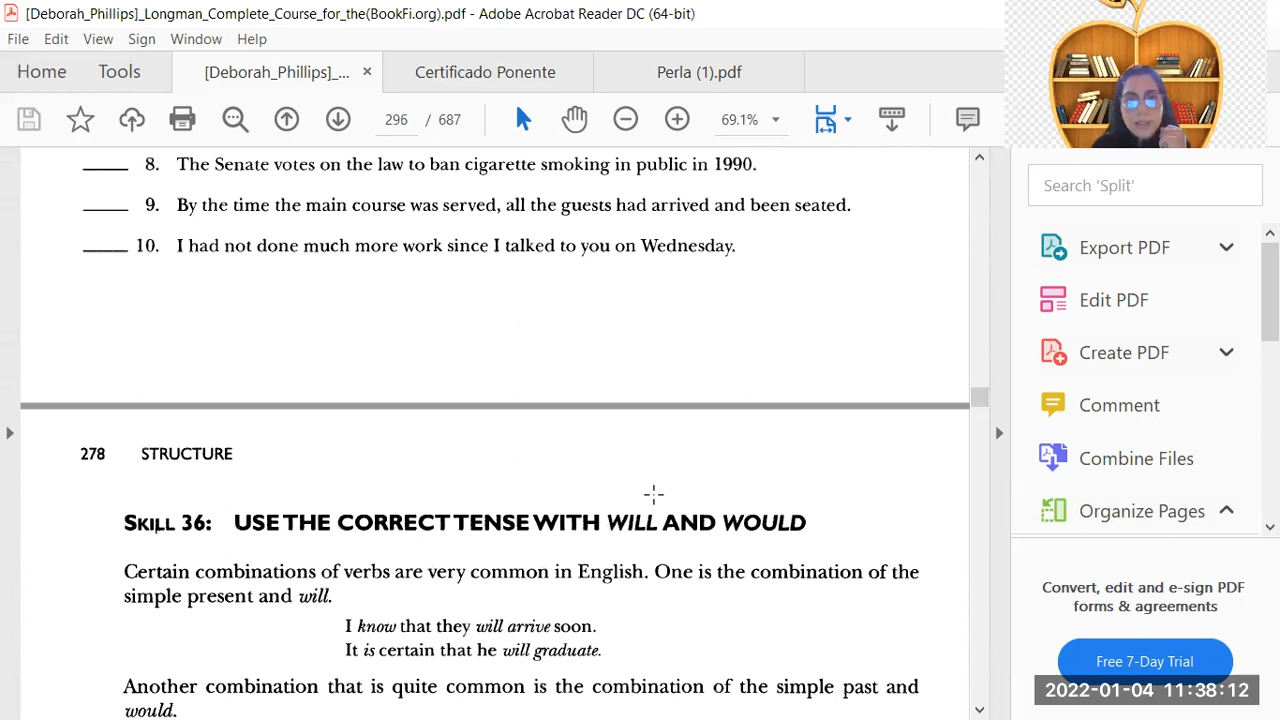 [Deborah_Phillips]_Longman_Complete_Course_for_the(BookFi.org).pdf - Adobe Acrobat Reader DC (64-bit)
File Edit View Sign Window Help
Home Tools [Deborah_Phillips]_... × Certificado Ponente Perla (1).pdf
296 / 687 69.1%
8. The Senate votes on the law to ban cigarette smoking in public in 1990.
9. By the time the main course was served, all the guests had arrived and been seated.
10. I had not done much more work since I talked to you on Wednesday.
278 STRUCTURE
SKILL 36: USE THE CORRECT TENSE WITH WILL AND WOULD
Certain combinations of verbs are very common in English. One is the combination of the
simple present and will.
I know that they will arrive soon.
It is certain that he will graduate.
Another combination that is quite common is the combination of the simple past and
would.
Search 'Split'
Export PDF
Edit PDF
Create PDF
Comment
Combine Files
Organize Pages
Convert, edit and e-sign PDF
forms & agreements
Free 7-Day Trial
2022-01-04 11:38:12